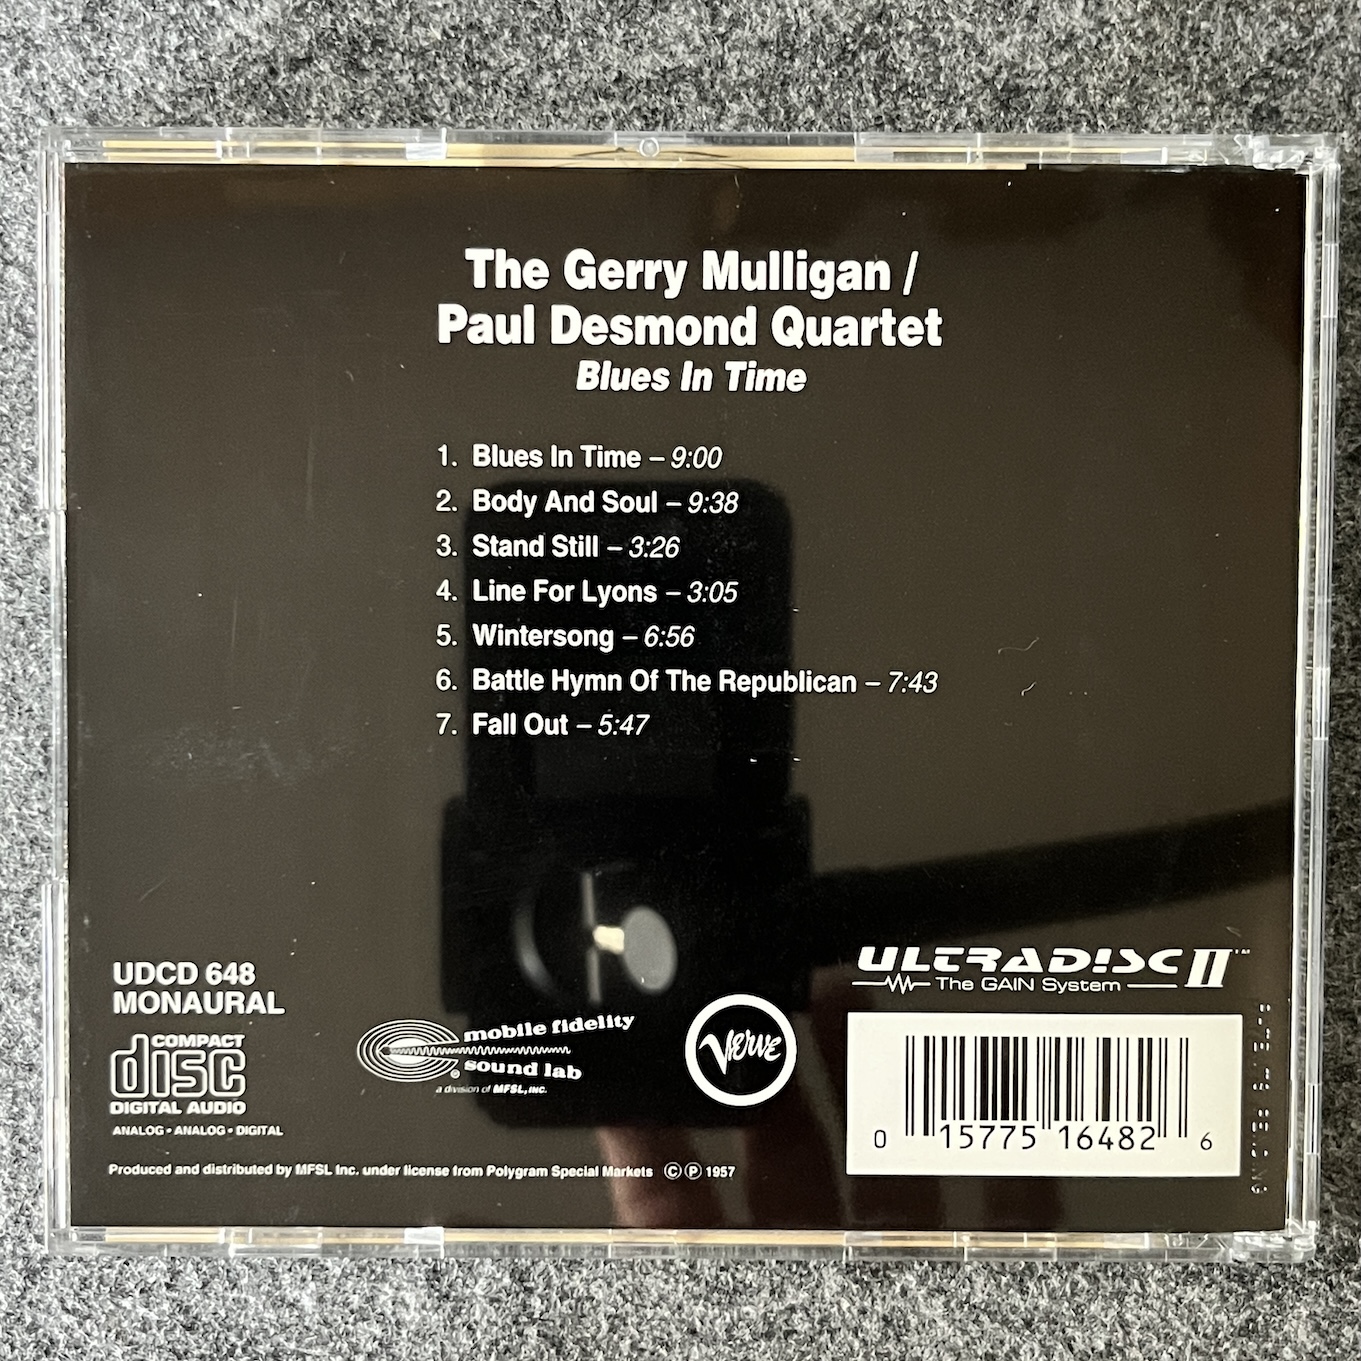 The Gerry Mulligan /
Paul Desmond Quartet
Blues In Time
1. Blues In Time – 9:00
2. Body And Soul – 9:38
3. Stand Still – 3:26
4. Line For Lyons – 3:05
5. Wintersong – 6:56
6. Battle Hymn Of The Republican – 7:43
7. Fall Out – 5:47
UDCD 648
MONAURAL
COMPACT
disc
DIGITAL AUDIO
ANALOG • ANALOG • DIGITAL
mobile fidelity
® sound lab
a division of MFSL, INC.
Verve
ULTRADISC II™
The GAIN System
0 15775 16482 6
Produced and distributed by MFSL Inc. under license from Polygram Special Markets © ℗ 1957